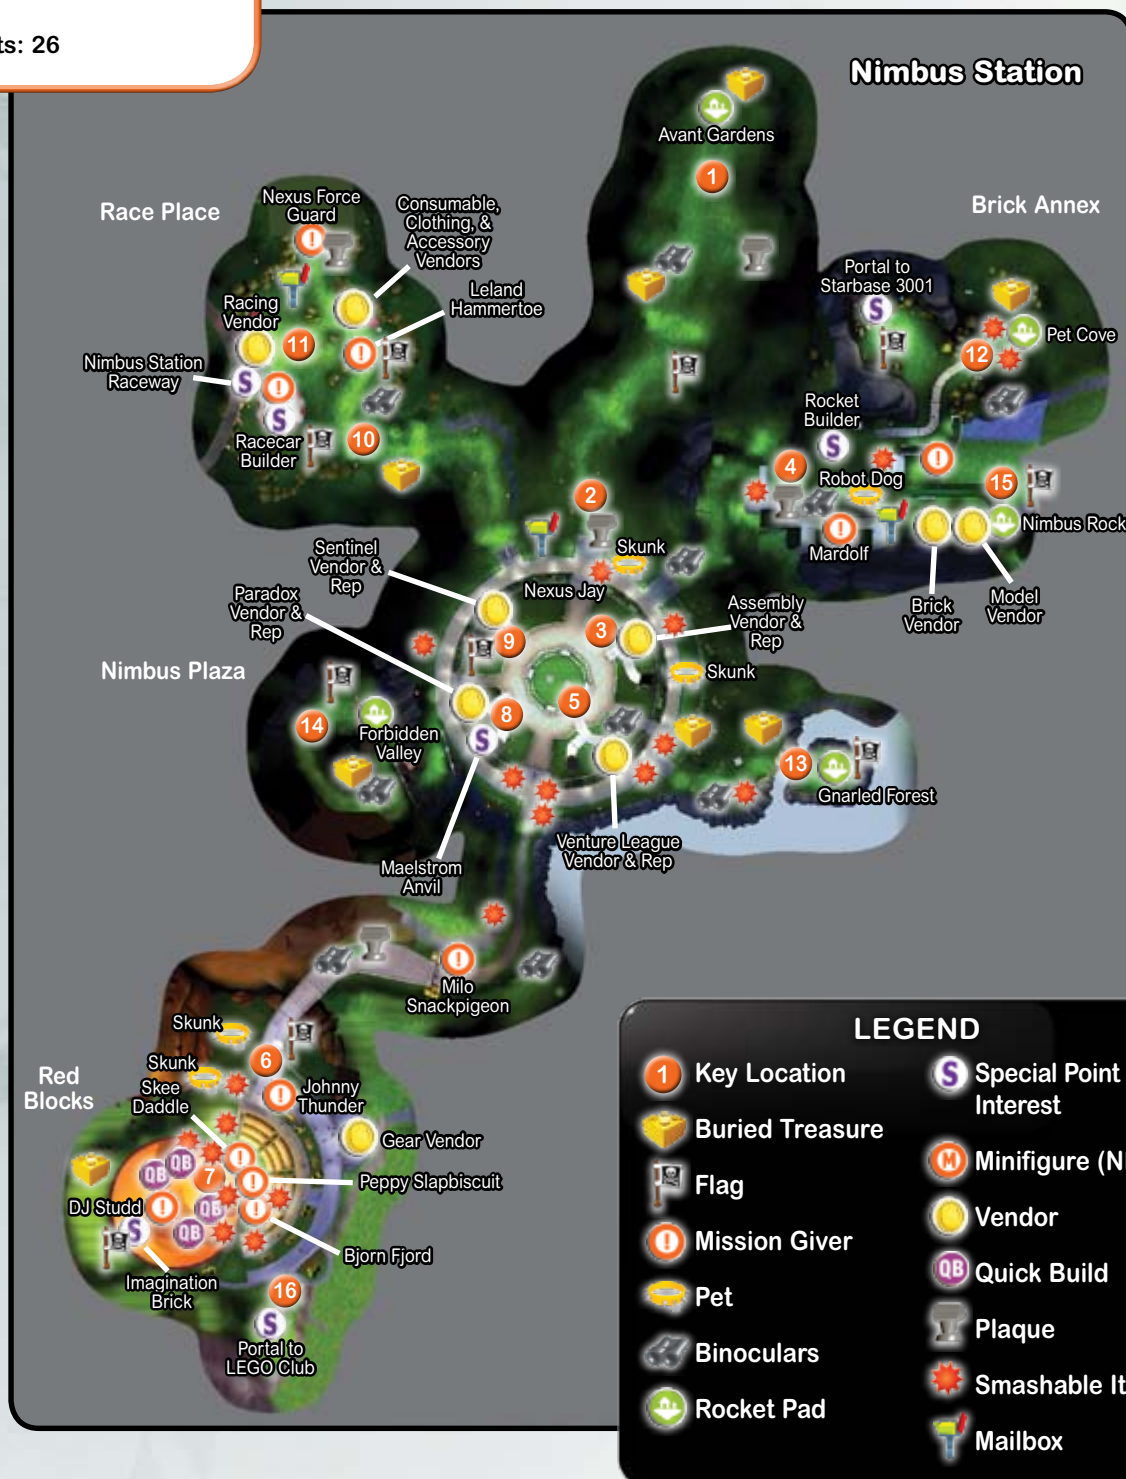 ts: 26
Nimbus Station
Avant Gardens
1
Race Place
Nexus Force
Guard
Consumable,
Clothing, &
Accessory
Vendors
Leland
Hammertoe
Racing
Vendor
11
Nimbus Station
Raceway
S
S
Racecar
Builder
10
Brick Annex
Portal to
Starbase 3001
S
Pet Cove
12
Rocket
Builder
S
4
Robot Dog
15
Nimbus Rock
Mardolf
Brick
Vendor
Model
Vendor
2
Skunk
Nexus Jay
Sentinel
Vendor &
Rep
Paradox
Vendor &
Rep
9
3
Assembly
Vendor &
Rep
Skunk
Nimbus Plaza
5
8
S
14
Forbidden
Valley
13
Gnarled Forest
Venture League
Vendor & Rep
Maelstrom
Anvil
Milo
Snackpigeon
Skunk
6
Skunk
Red
Blocks
Skee
Daddle
Johnny
Thunder
Gear Vendor
QB
QB
7
Peppy Slapbiscuit
DJ Studd
QB
S
QB
Bjorn Fjord
Imagination
Brick
16
S
Portal to
LEGO Club
LEGEND
1 Key Location
Buried Treasure
Flag
Mission Giver
Pet
Binoculars
Rocket Pad
S Special Point
Interest
M Minifigure (N
Vendor
QB Quick Build
Plaque
Smashable It
Mailbox